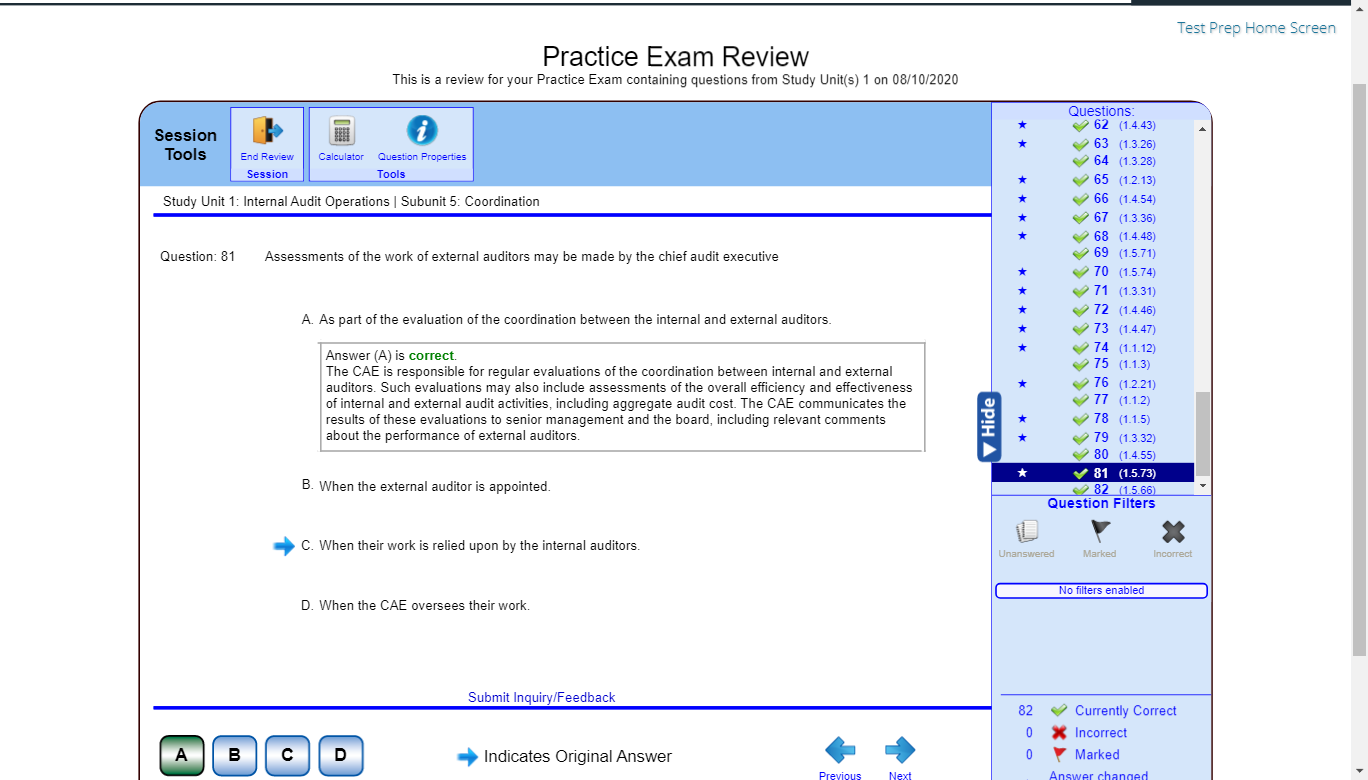 Test Prep Home Screen
Practice Exam Review
This is a review for your Practice Exam containing questions from Study Unit(s) 1 on 08/10/2020
Session
Tools
End Review
Session
Calculator
Question Properties
Tools
Study Unit 1: Internal Audit Operations | Subunit 5: Coordination
Question: 81 Assessments of the work of external auditors may be made by the chief audit executive
A. As part of the evaluation of the coordination between the internal and external auditors.
Answer (A) is correct.
The CAE is responsible for regular evaluations of the coordination between internal and external
auditors. Such evaluations may also include assessments of the overall efficiency and effectiveness
of internal and external audit activities, including aggregate audit cost. The CAE communicates the
results of these evaluations to senior management and the board, including relevant comments
about the performance of external auditors.
B. When the external auditor is appointed.
C. When their work is relied upon by the internal auditors.
D. When the CAE oversees their work.
Submit Inquiry/Feedback
A B C D
Indicates Original Answer
Previous
Next
Questions:
62 (1.4.43)
63 (1.3.26)
64 (1.3.28)
65 (1.2.13)
66 (1.4.54)
67 (1.3.36)
68 (1.4.48)
69 (1.5.71)
70 (1.5.74)
71 (1.3.31)
72 (1.4.46)
73 (1.4.47)
74 (1.1.12)
75 (1.1.3)
76 (1.2.21)
77 (1.1.2)
78 (1.1.5)
79 (1.3.32)
80 (1.4.55)
81 (1.5.73)
82 (1.5.66)
Hide
Question Filters
Unanswered
Marked
Incorrect
No filters enabled
82 Currently Correct
0 Incorrect
0 Marked
Answer changed